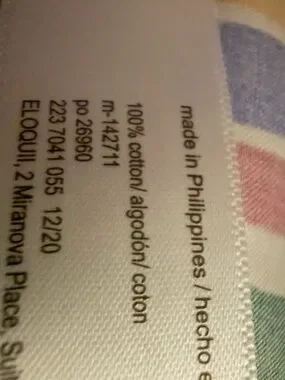 made in Philippines / hecho e
100% cotton/ algodón/ coton
m-142711
po 26960
223 7041 055 12/20
ELOQUII, 2 Miranova Place, Sui